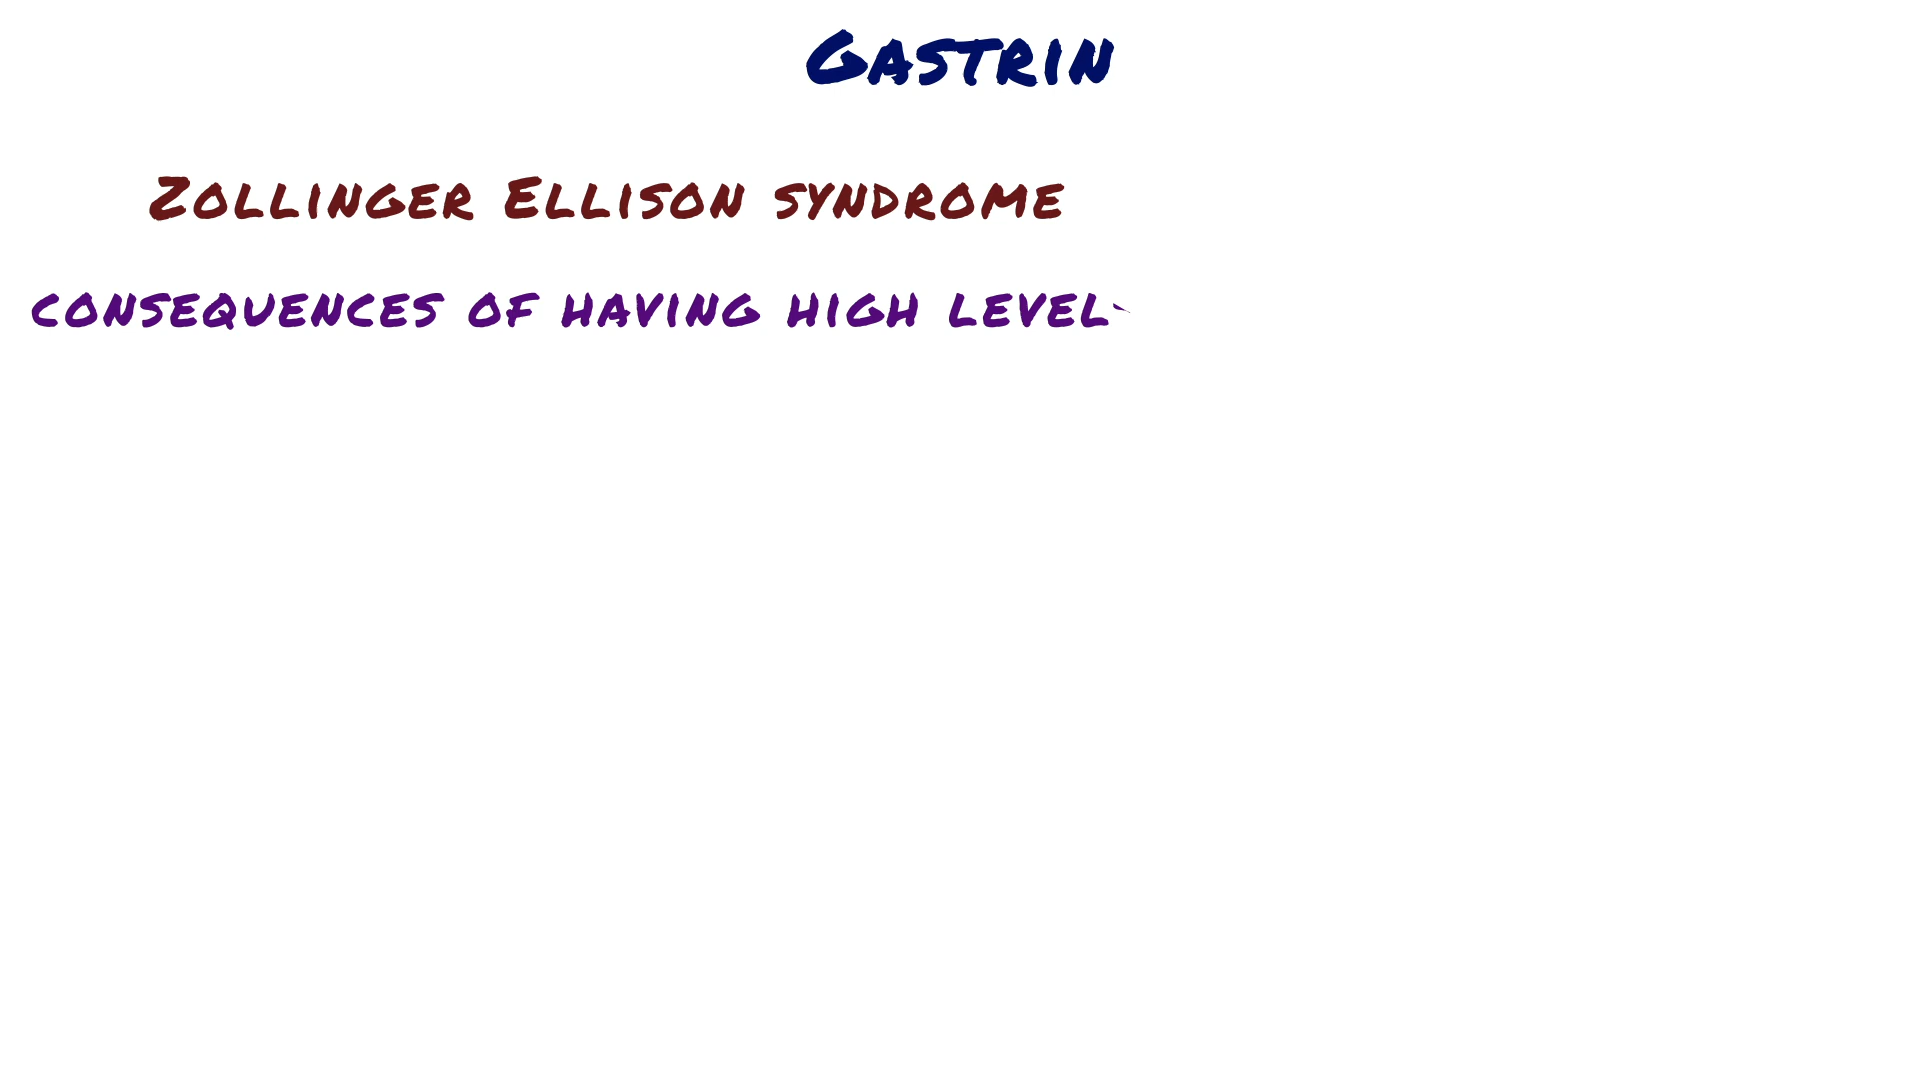 Gastrin
Zollinger Ellison syndrome
consequences of having high level